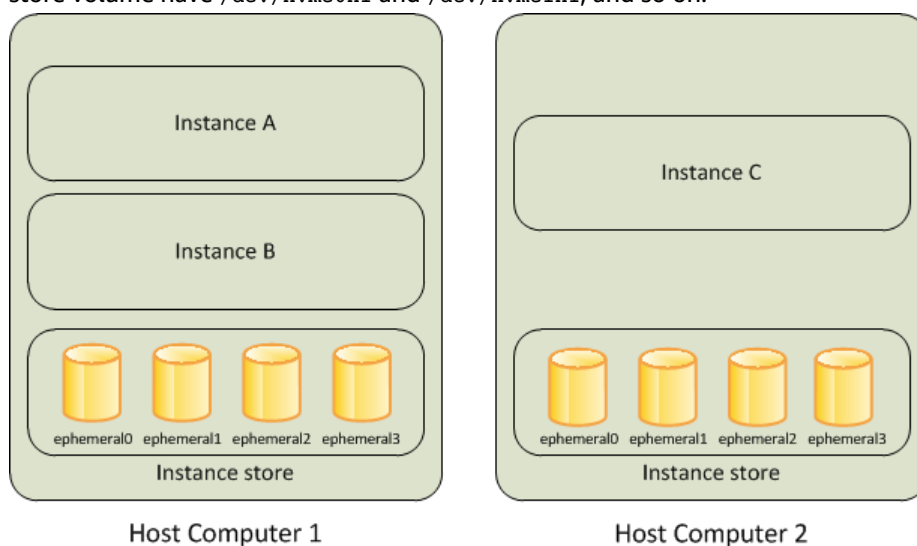 Instance A
Instance B
ephemeral0 ephemeral1 ephemeral2 ephemeral3
Instance store
Host Computer 1
Instance C
ephemeral0 ephemeral1 ephemeral2 ephemeral3
Instance store
Host Computer 2